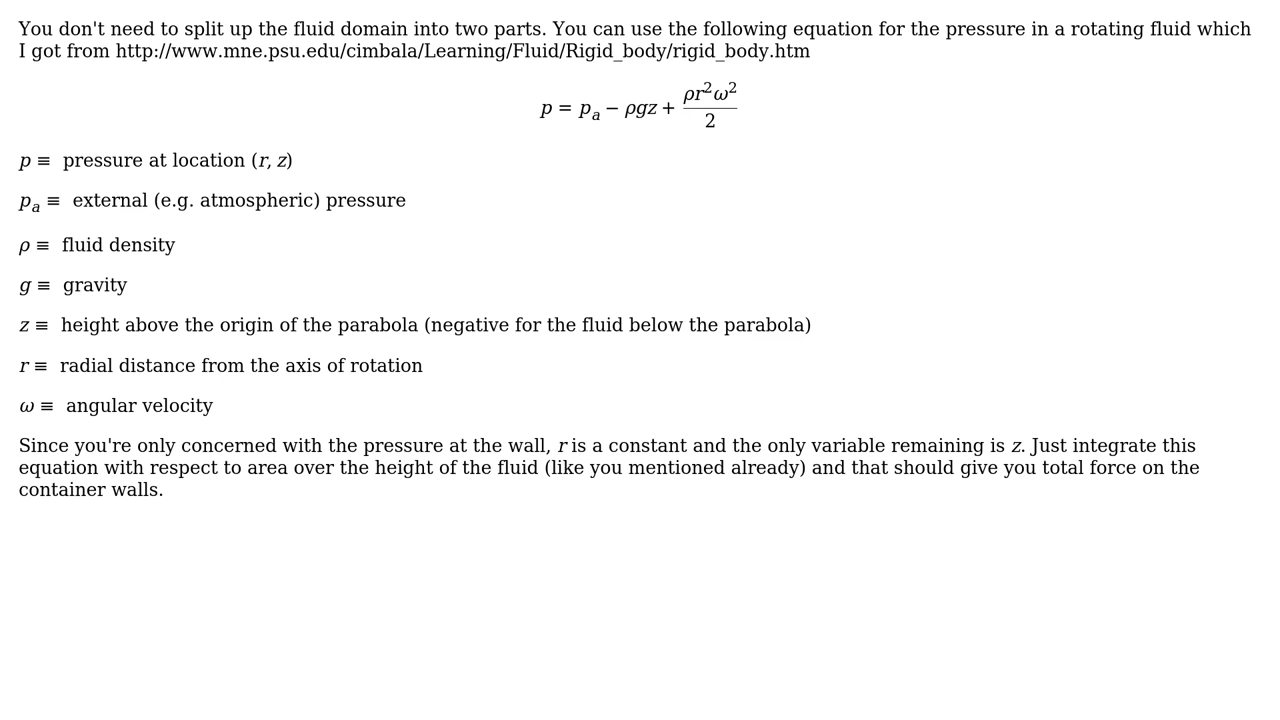 You don't need to split up the fluid domain into two parts. You can use the following equation for the pressure in a rotating fluid which
I got from http://www.mne.psu.edu/cimbala/Learning/Fluid/Rigid_body/rigid_body.htm
p = pₐ − ρgz + ρr²ω²/2
p ≡ pressure at location (r, z)
pₐ ≡ external (e.g. atmospheric) pressure
ρ ≡ fluid density
g ≡ gravity
z ≡ height above the origin of the parabola (negative for the fluid below the parabola)
r ≡ radial distance from the axis of rotation
ω ≡ angular velocity
Since you're only concerned with the pressure at the wall, r is a constant and the only variable remaining is z. Just integrate this
equation with respect to area over the height of the fluid (like you mentioned already) and that should give you total force on the
container walls.